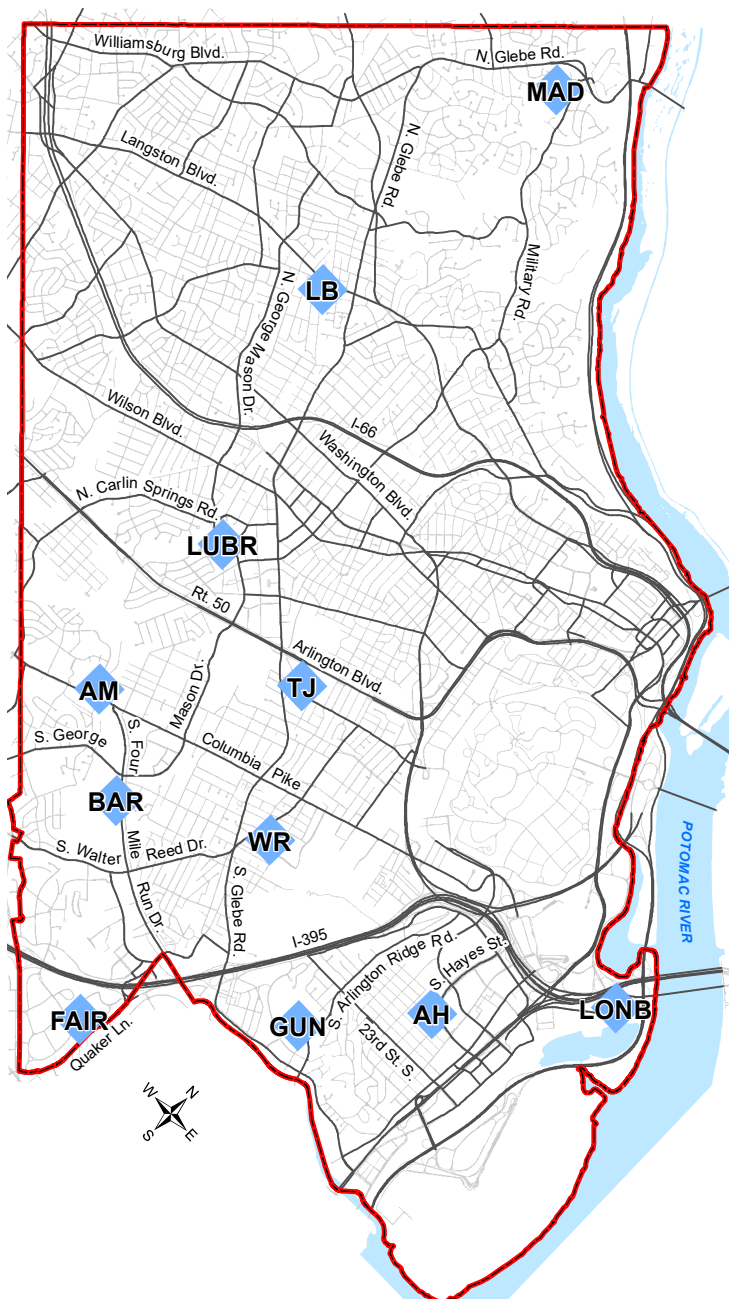 Williamsburg Blvd.
N. Glebe Rd.
MAD
Langston Blvd.
N. Glebe Rd.
Military Rd.
LB
N. George Mason Dr.
Wilson Blvd.
I-66
Washington Blvd.
N. Carlin Springs Rd.
LUBR
Rt. 50
Arlington Blvd.
AM
TJ
Mason Dr.
S. George
S. Four
Columbia Pike
BAR
Mile
WR
S. Walter Reed Dr.
Run Dr.
S. Glebe Rd.
POTOMAC RIVER
I-395
S. Arlington Ridge Rd.
S. Hayes St.
FAIR
GUN
AH
LONB
Quaker Ln.
23rd St. S.
W
N
S
E